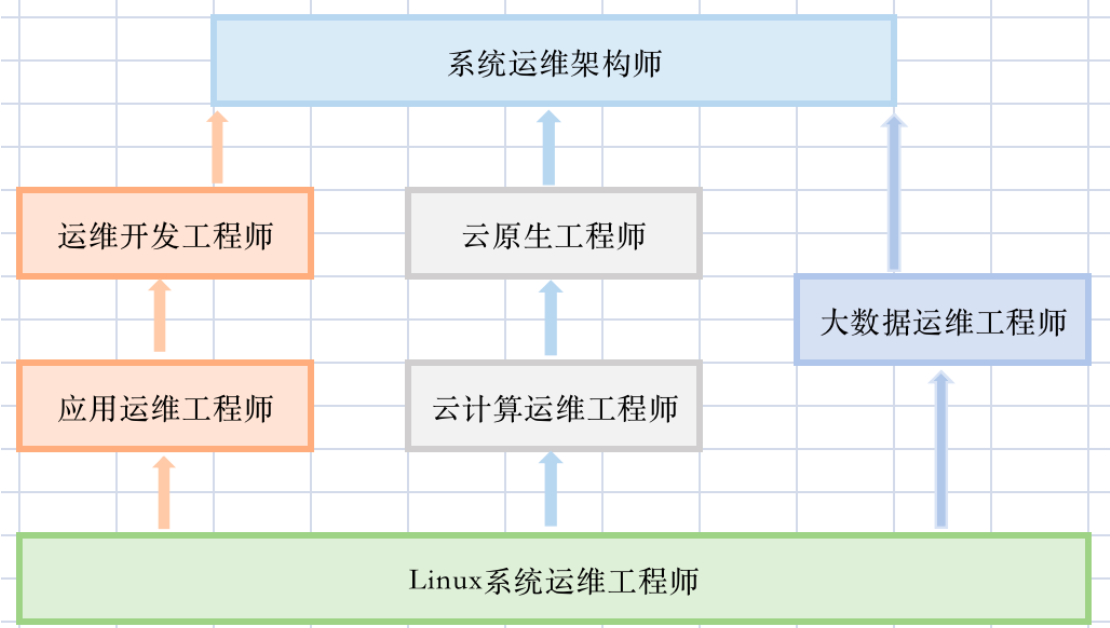 系统运维架构师
运维开发工程师
云原生工程师
大数据运维工程师
应用运维工程师
云计算运维工程师
Linux系统运维工程师